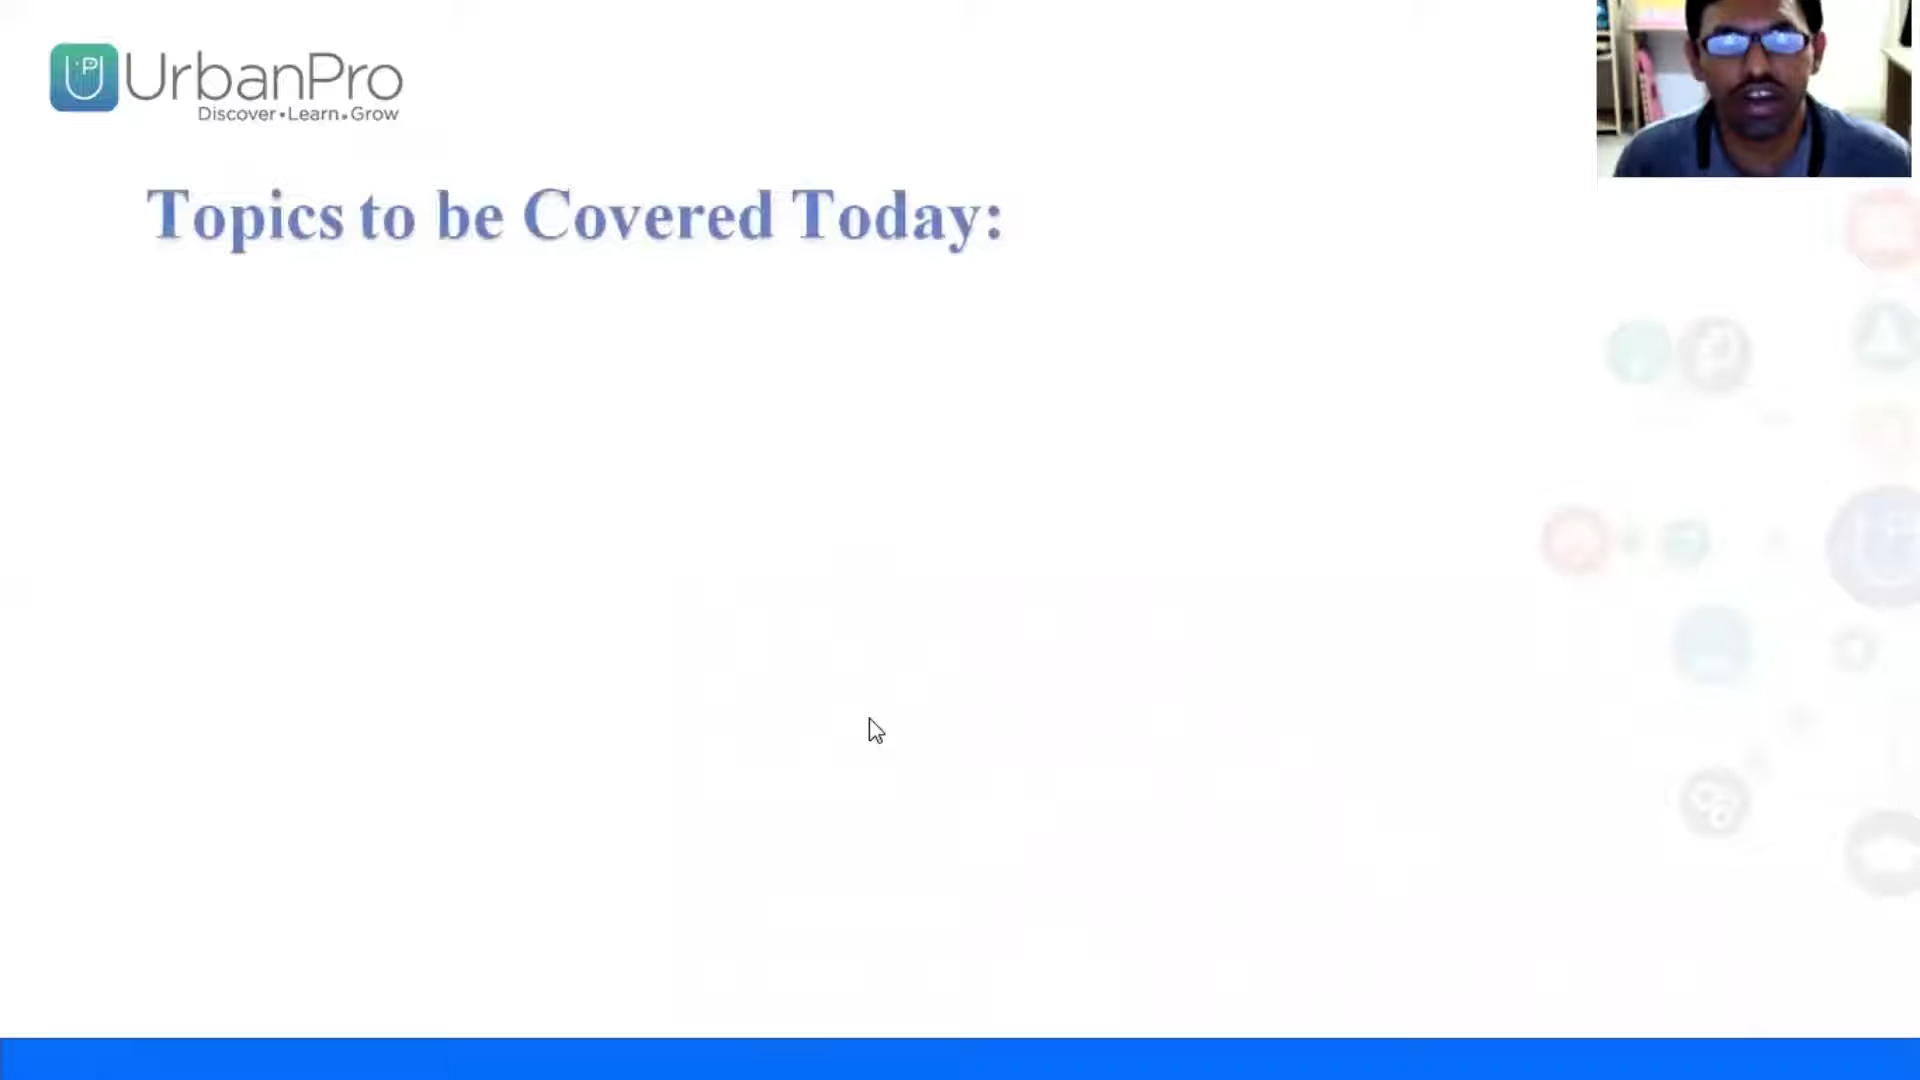 UrbanPro
Discover • Learn • Grow
Topics to be Covered Today: